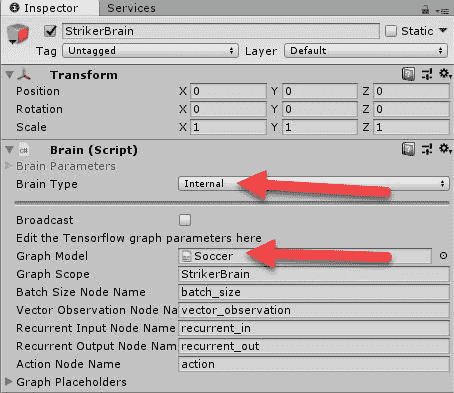 Inspector Services
StrikerBrain Static
Tag Untagged Layer Default
Transform
Position X 0 Y 0 Z 0
Rotation X 0 Y 0 Z 0
Scale X 1 Y 1 Z 1
Brain (Script)
Brain Parameters
Brain Type Internal
Broadcast
Edit the Tensorflow graph parameters here
Graph Model Soccer
Graph Scope StrikerBrain
Batch Size Node Name batch_size
Vector Observation Node Na vector_observation
Recurrent Input Node Name recurrent_in
Recurrent Output Node Nam recurrent_out
Action Node Name action
Graph Placeholders